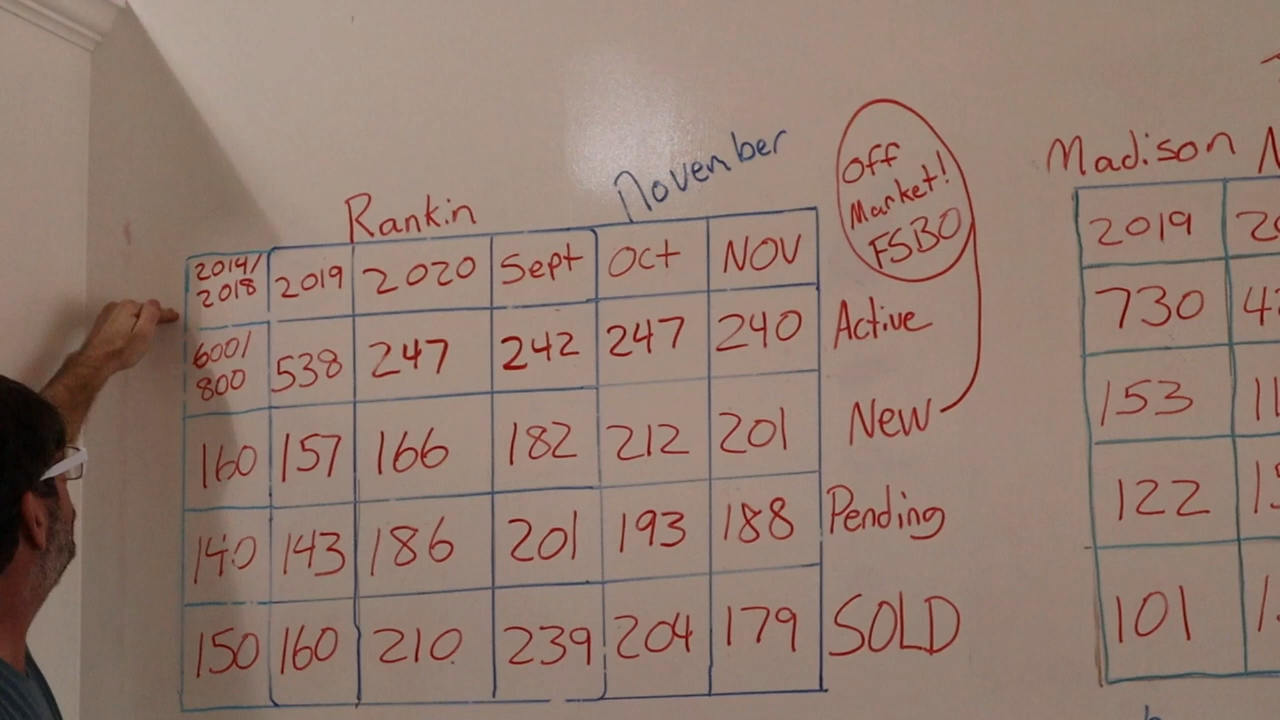 Rankin
November
Off
Market!
FSBO
2014/ 2019 2020 Sept Oct NOV
2018
600/ 538 247 242 247 240 Active
800
160 157 166 182 212 201 New
140 143 186 201 193 188 Pending
150 160 210 239 204 179 SOLD
Madison
2019
730
153
122
101